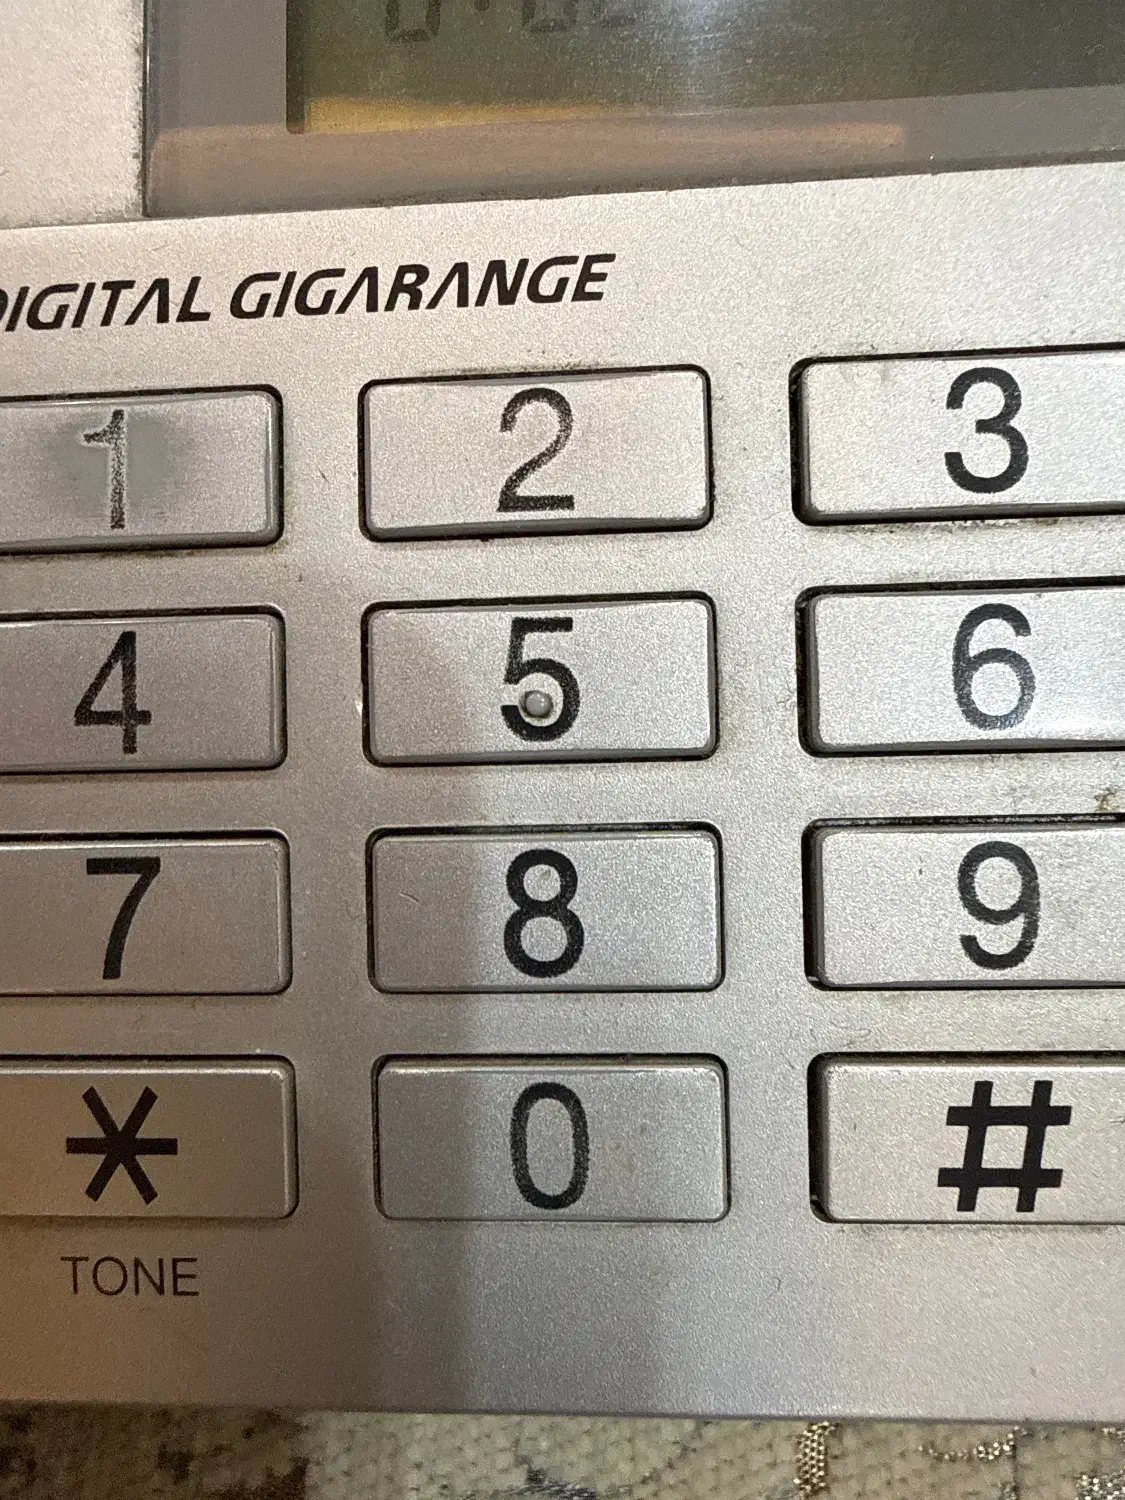 DIGITAL GIGARANGE
1 2 3
4 5 6
7 8 9
* 0 #
TONE